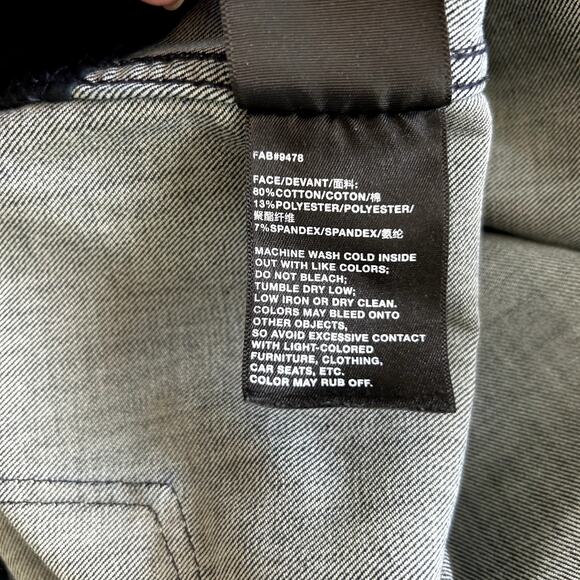 FAB#9478
FACE/DEVANT/面料:
80%COTTON/COTON/棉
13%POLYESTER/POLYESTER/
聚酯纤维
7%SPANDEX/SPANDEX/氨纶
MACHINE WASH COLD INSIDE
OUT WITH LIKE COLORS;
DO NOT BLEACH;
TUMBLE DRY LOW;
LOW IRON OR DRY CLEAN.
COLORS MAY BLEED ONTO
OTHER OBJECTS,
SO AVOID EXCESSIVE CONTACT
WITH LIGHT-COLORED
FURNITURE, CLOTHING,
CAR SEATS, ETC.
COLOR MAY RUB OFF.